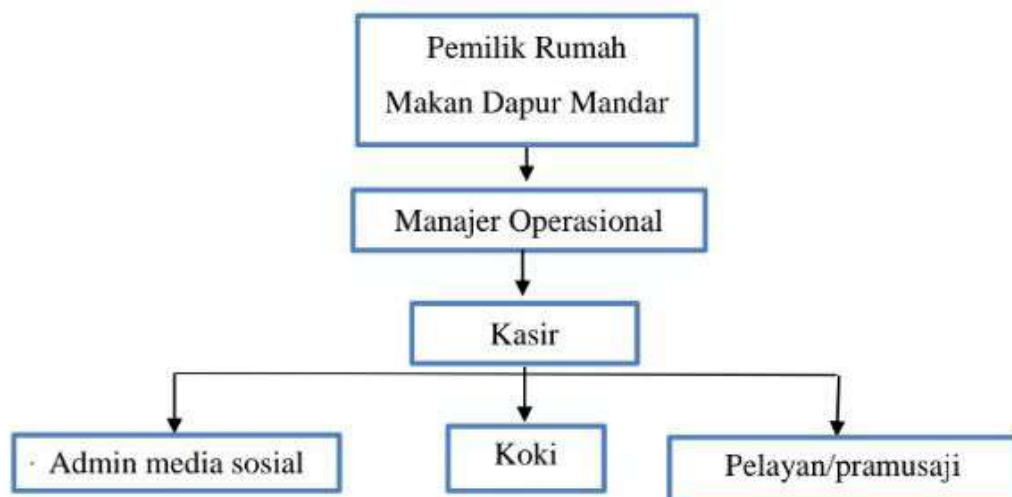 Pemilik Rumah
Makan Dapur Mandar
Manajer Operasional
Kasir
Admin media sosial
Koki
Pelayan/pramusaji